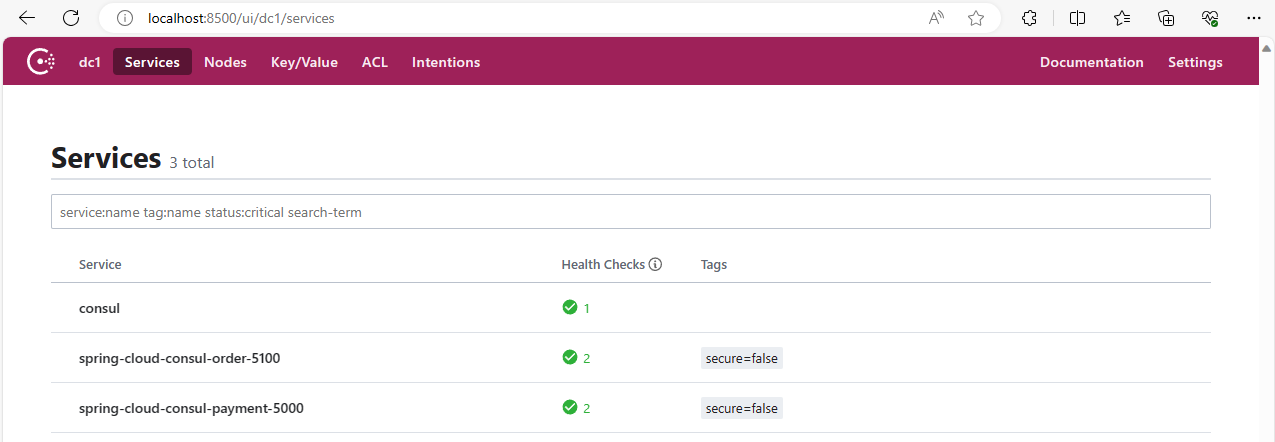 localhost:8500/ui/dc1/services
dc1 Services Nodes Key/Value ACL Intentions Documentation Settings
Services 3 total
service:name tag:name status:critical search-term
Service Health Checks Tags
consul 1
spring-cloud-consul-order-5100 2 secure=false
spring-cloud-consul-payment-5000 2 secure=false